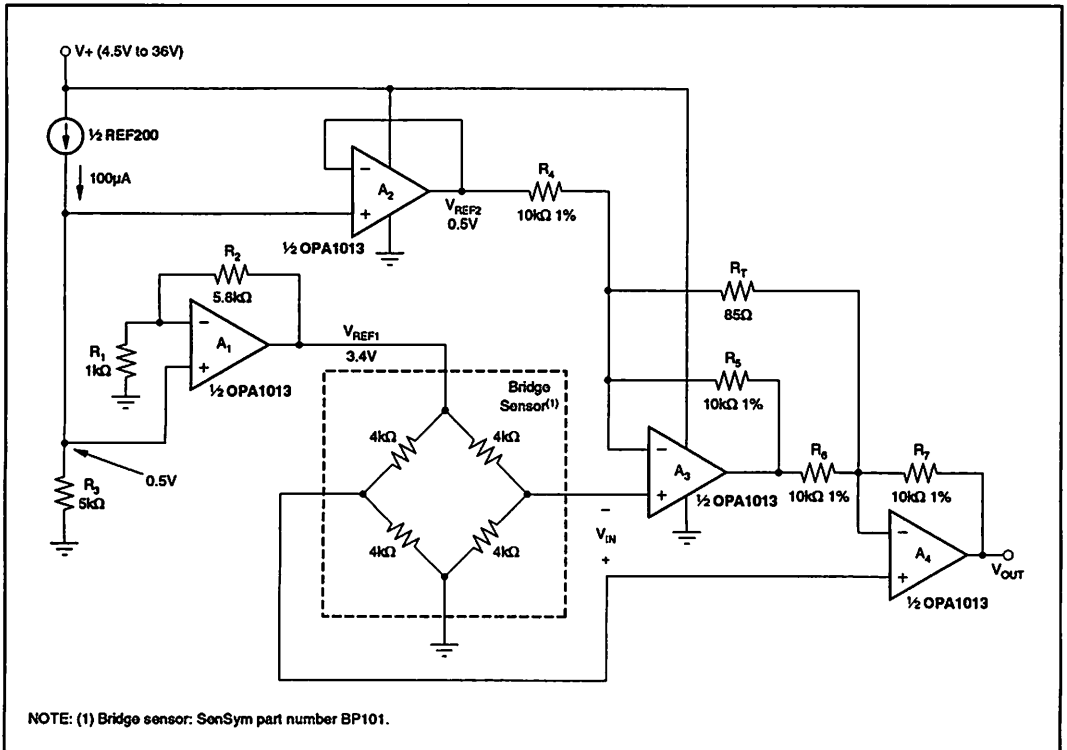 V+ (4.5V to 36V)
½ REF200
100µA
A2
½ OPA1013
VREF2
0.5V
R4
10kΩ 1%
R2
5.8kΩ
R1
1kΩ
A1
½ OPA1013
VREF1
3.4V
RT
85Ω
R5
10kΩ 1%
Bridge
Sensor(1)
4kΩ
4kΩ
4kΩ
4kΩ
R3
5kΩ
0.5V
A3
½ OPA1013
VIN
R6
10kΩ 1%
R7
10kΩ 1%
A4
½ OPA1013
VOUT
NOTE: (1) Bridge sensor: SenSym part number BP101.